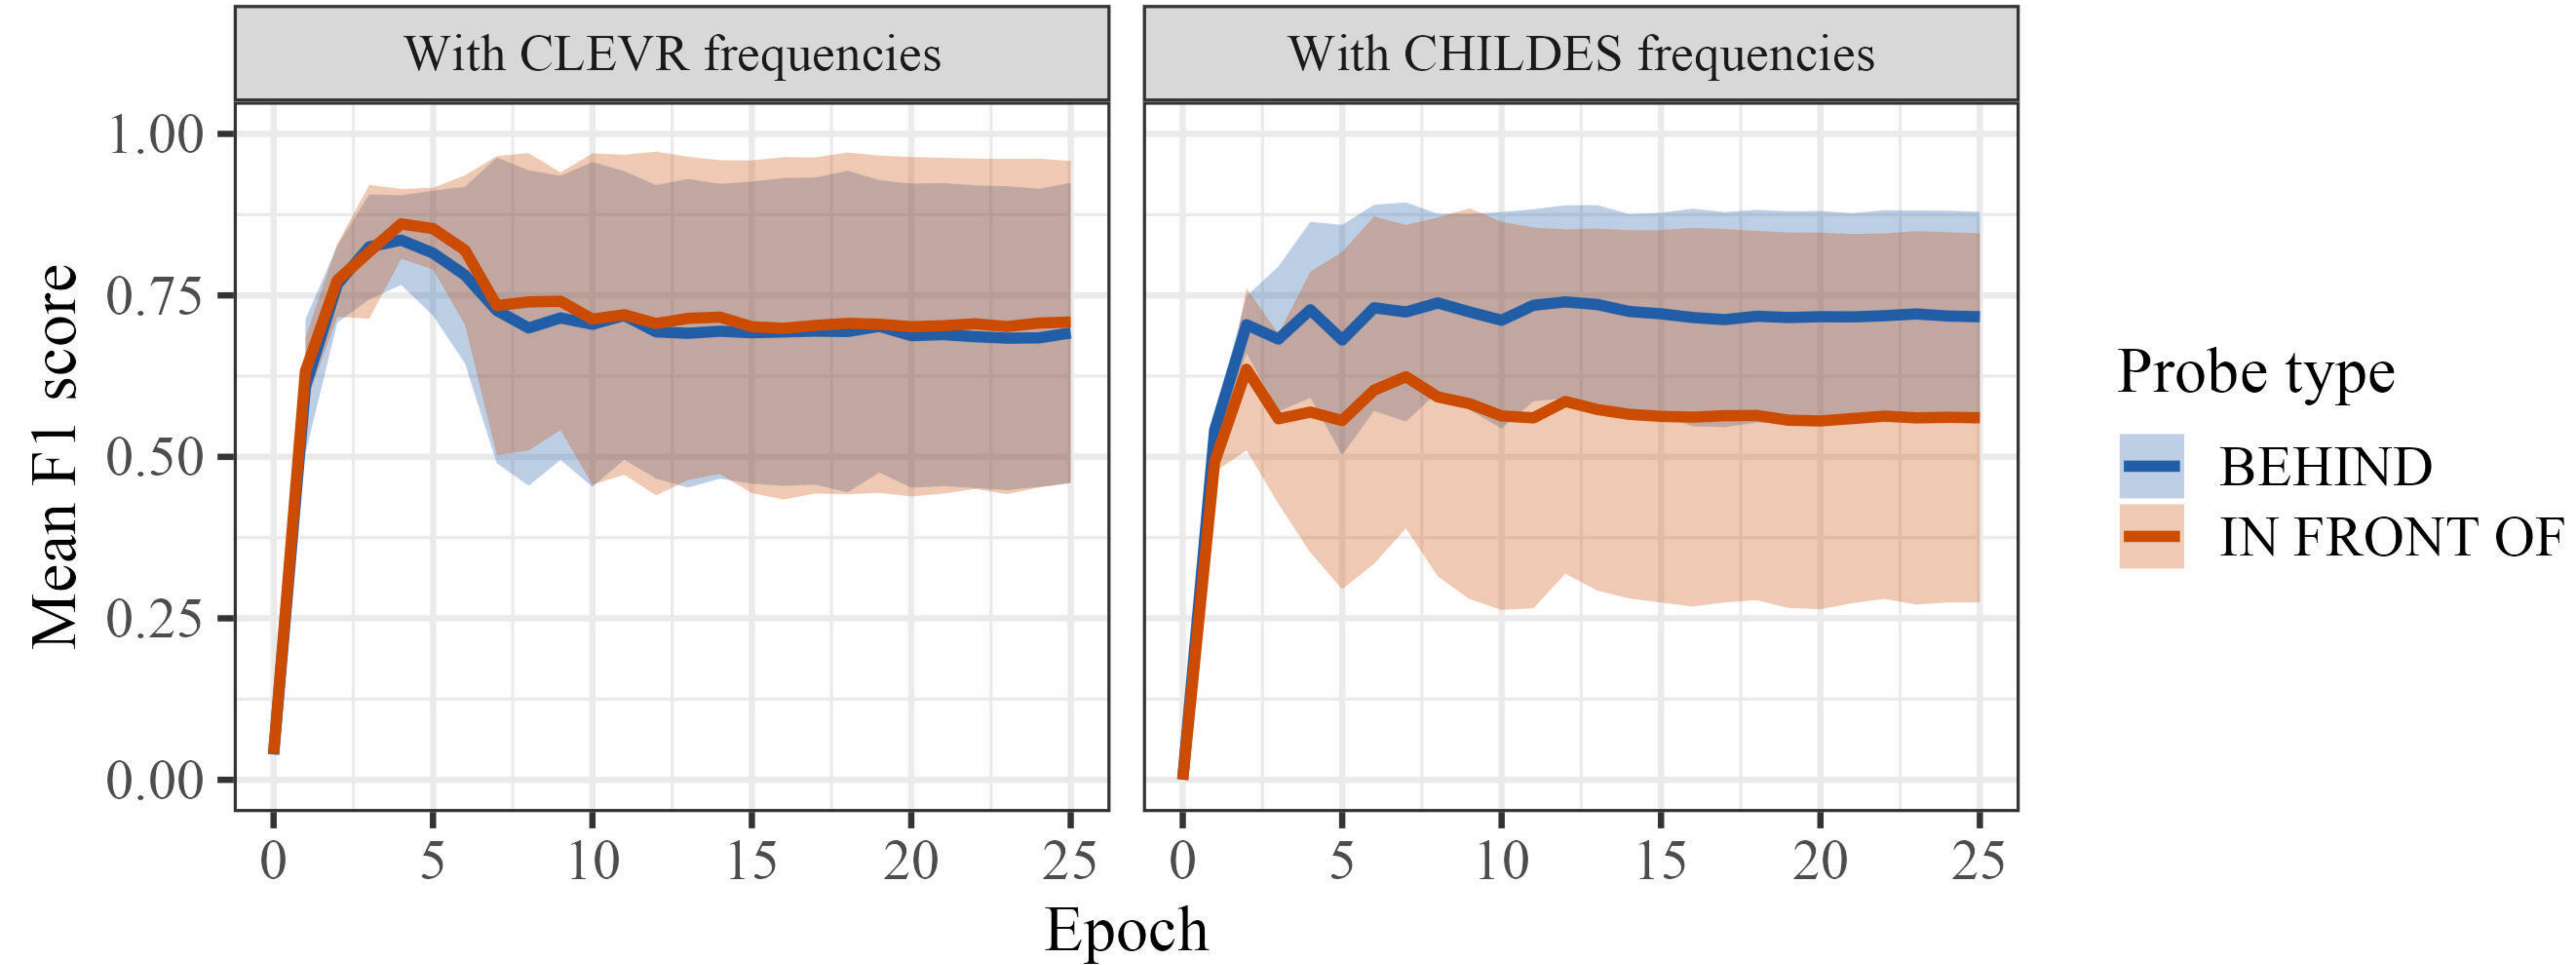 With CLEVR frequencies
With CHILDES frequencies
Mean F1 score
1.00
0.75
0.50
0.25
0.00
0 5 10 15 20 25
0 5 10 15 20 25
Epoch
Probe type
BEHIND
IN FRONT OF